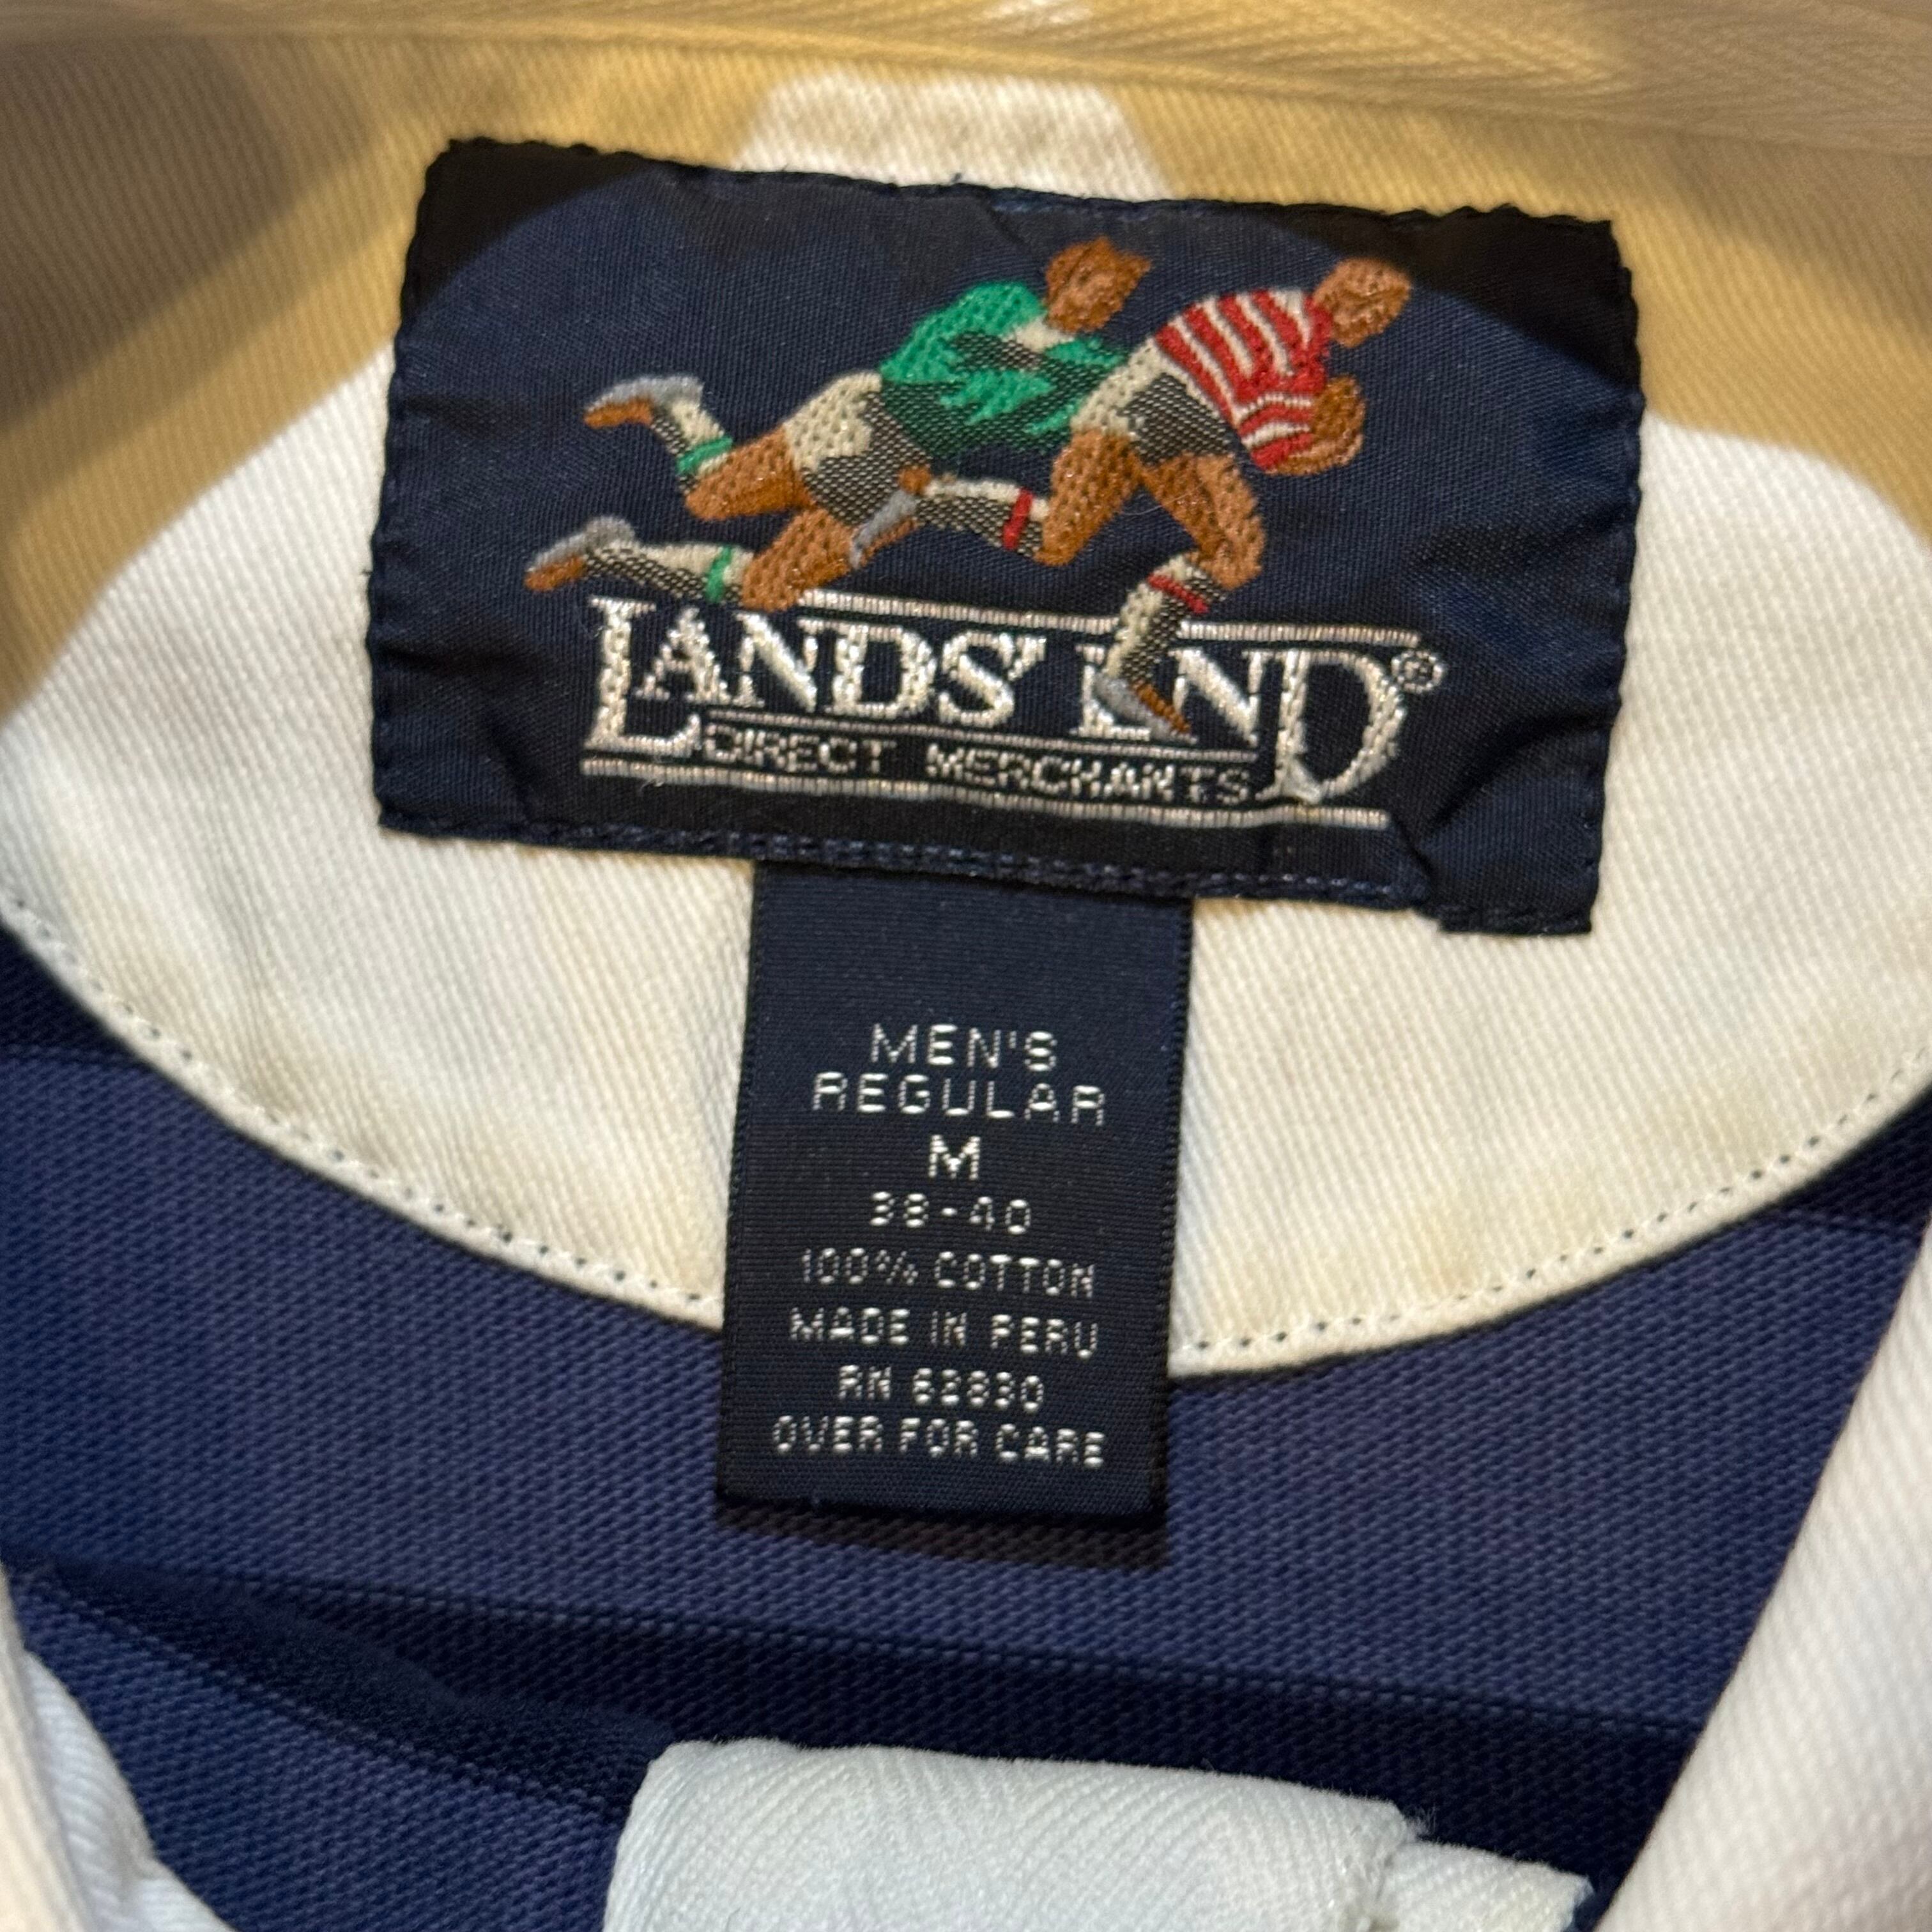 LANDS' END®
DIRECT MERCHANTS
MEN'S
REGULAR
M
38-40
100% COTTON
MADE IN PERU
RN 62830
OVER FOR CARE